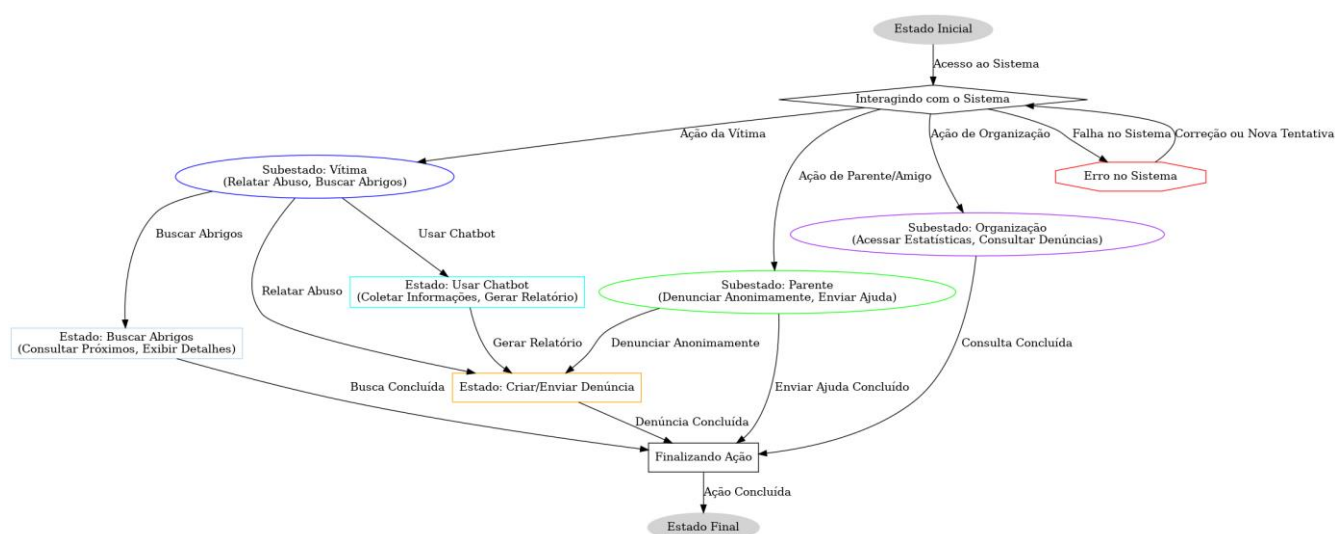 Estado Inicial
Acesso ao Sistema
Interagindo com o Sistema
Ação da Vítima
Ação de Organização
Falha no Sistema
Correção ou Nova Tentativa
Subestado: Vítima
(Relatar Abuso, Buscar Abrigos)
Ação de Parente/Amigo
Erro no Sistema
Buscar Abrigos
Usar Chatbot
Subestado: Organização
(Acessar Estatísticas, Consultar Denúncias)
Relatar Abuso
Estado: Usar Chatbot
(Coletar Informações, Gerar Relatório)
Subestado: Parente
(Denunciar Anonimamente, Enviar Ajuda)
Estado: Buscar Abrigos
(Consultar Próximos, Exibir Detalhes)
Gerar Relatório
Denunciar Anonimamente
Consulta Concluída
Busca Concluída
Estado: Criar/Enviar Denúncia
Enviar Ajuda Concluído
Denúncia Concluída
Finalizando Ação
Ação Concluída
Estado Final